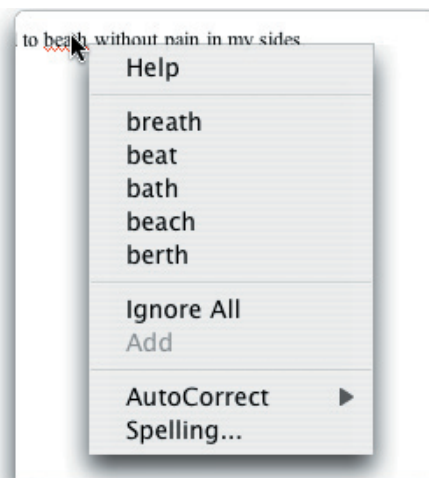 to beath without pain in my sides
Help
breath
beat
bath
beach
berth
Ignore All
Add
AutoCorrect
Spelling...